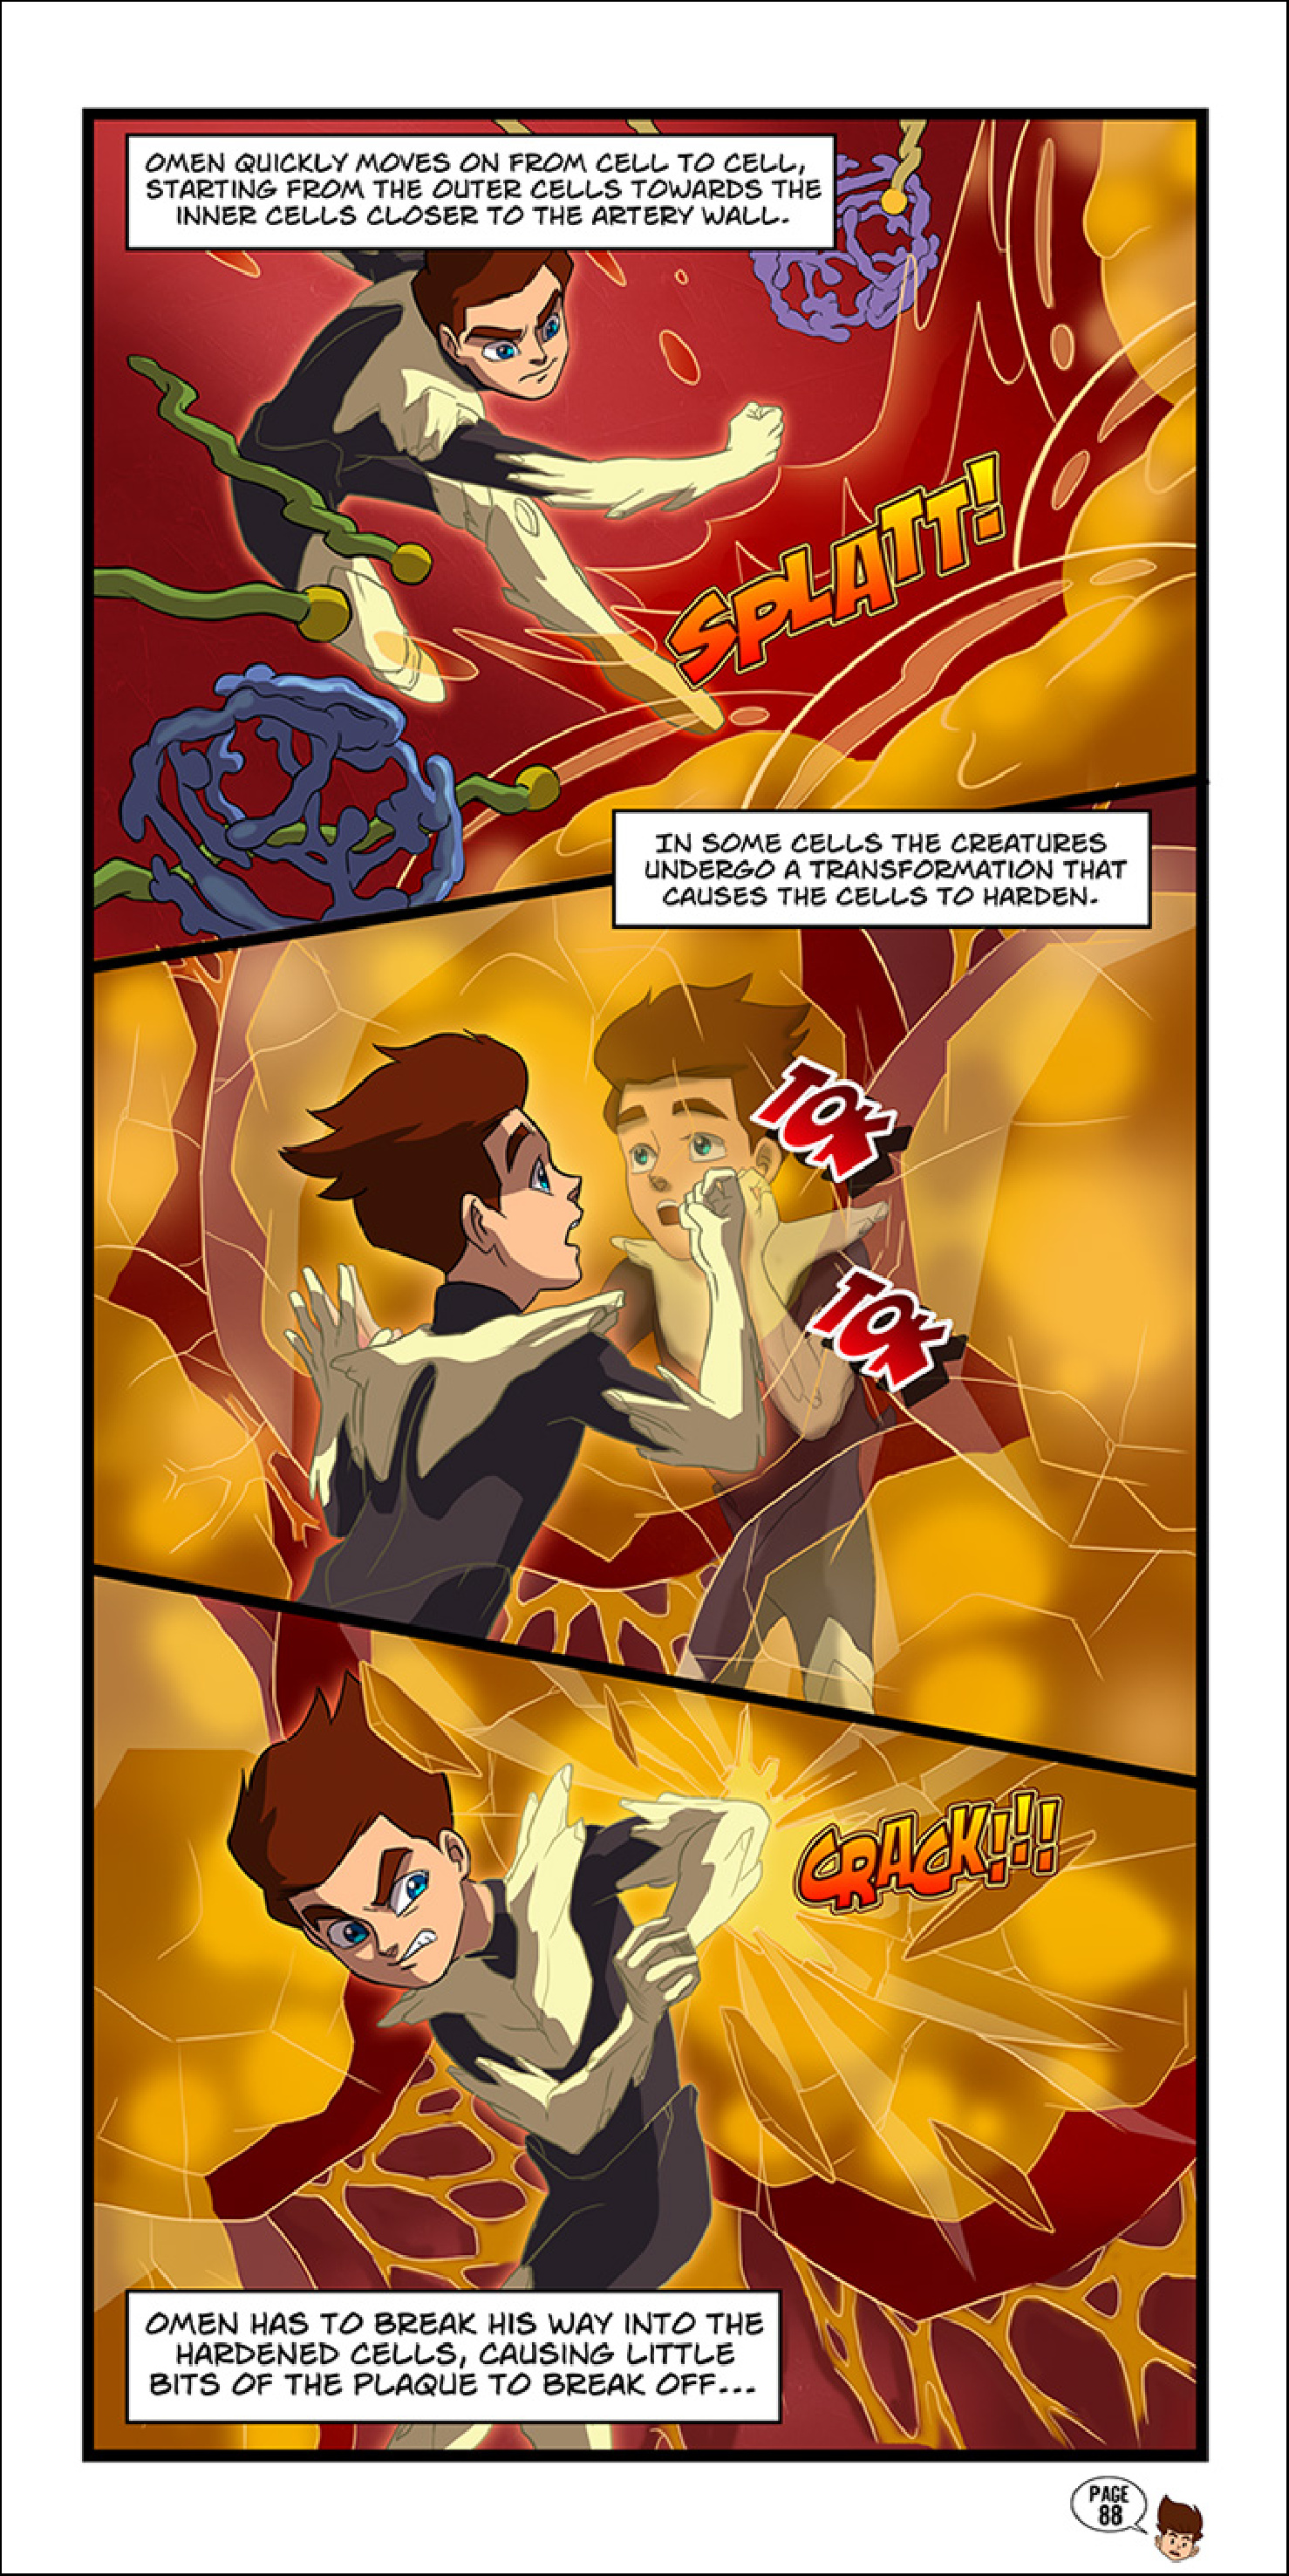 OMEN QUICKLY MOVES ON FROM CELL TO CELL,
STARTING FROM THE OUTER CELLS TOWARDS THE
INNER CELLS CLOSER TO THE ARTERY WALL.
SPLATT!
IN SOME CELLS THE CREATURES
UNDERGO A TRANSFORMATION THAT
CAUSES THE CELLS TO HARDEN.
TOK
TOK
CRACK!!!
OMEN HAS TO BREAK HIS WAY INTO THE
HARDENED CELLS, CAUSING LITTLE
BITS OF THE PLAQUE TO BREAK OFF...
PAGE
88